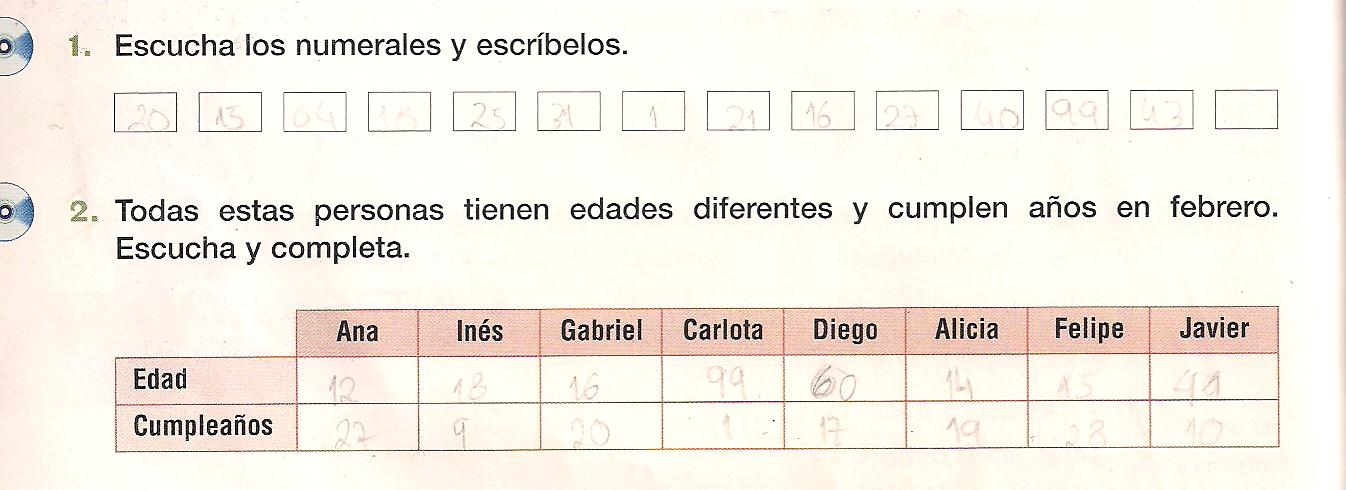 1. Escucha los numerales y escríbelos.
20 15 64 18 25 31 1 21 16 27 40 99 43
2. Todas estas personas tienen edades diferentes y cumplen años en febrero.
Escucha y completa.
Ana Inés Gabriel Carlota Diego Alicia Felipe Javier
Edad 12 18 16 99 60 14 15 41
Cumpleaños 27 9 20 1 17 19 28 10